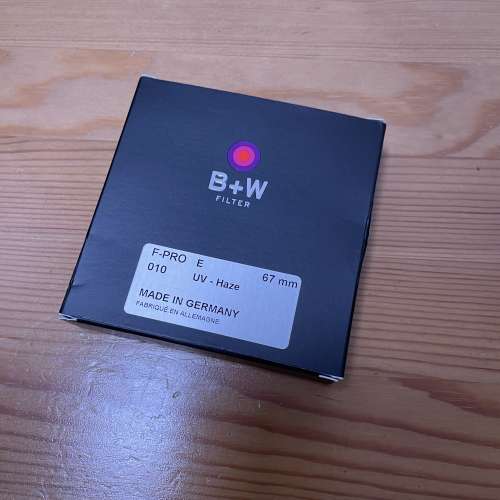 B+W
FILTER
F-PRO E 67 mm
010 UV - Haze
MADE IN GERMANY
FABRIQUÉ EN ALLEMAGNE